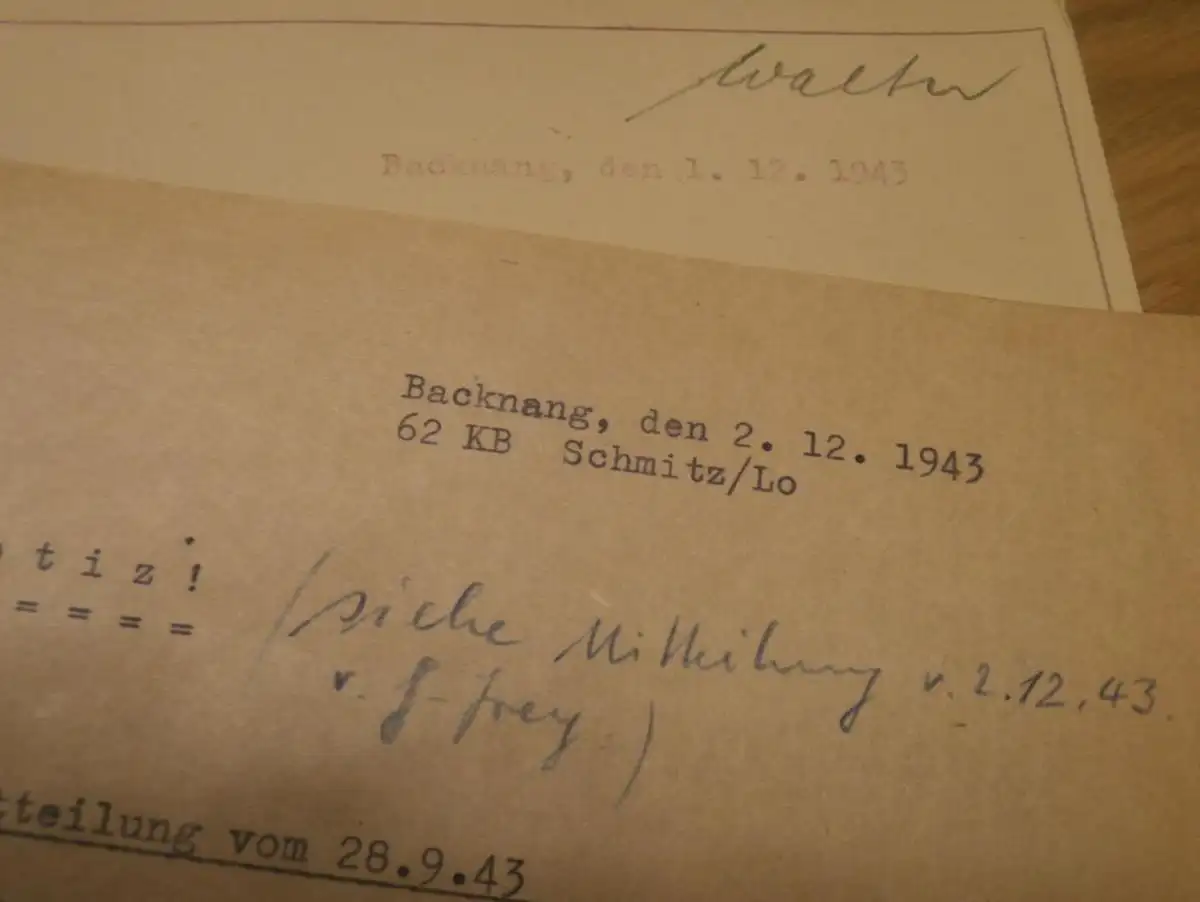 Walter
Backnang, den 1. 12. 1943
Backnang, den 2. 12. 1943
62 KB Schmitz/Lo
tiz!
= = = =
(siehe Mitteilung v. 2.12.43.
v. Frey.)
tteilung vom 28.9.43